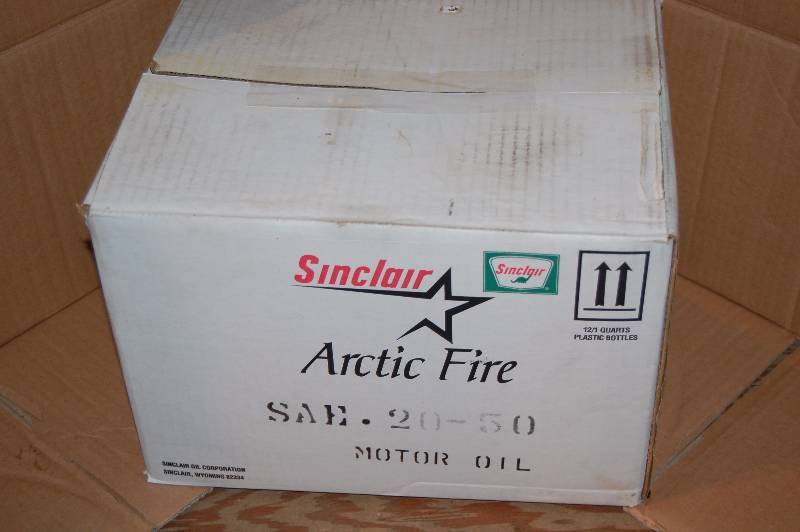 Sinclair
Sinclair
12/1 QUARTS
PLASTIC BOTTLES
Arctic Fire
SAE. 20-50
MOTOR OIL
SINCLAIR OIL CORPORATION
SINCLAIR, WYOMING 82334